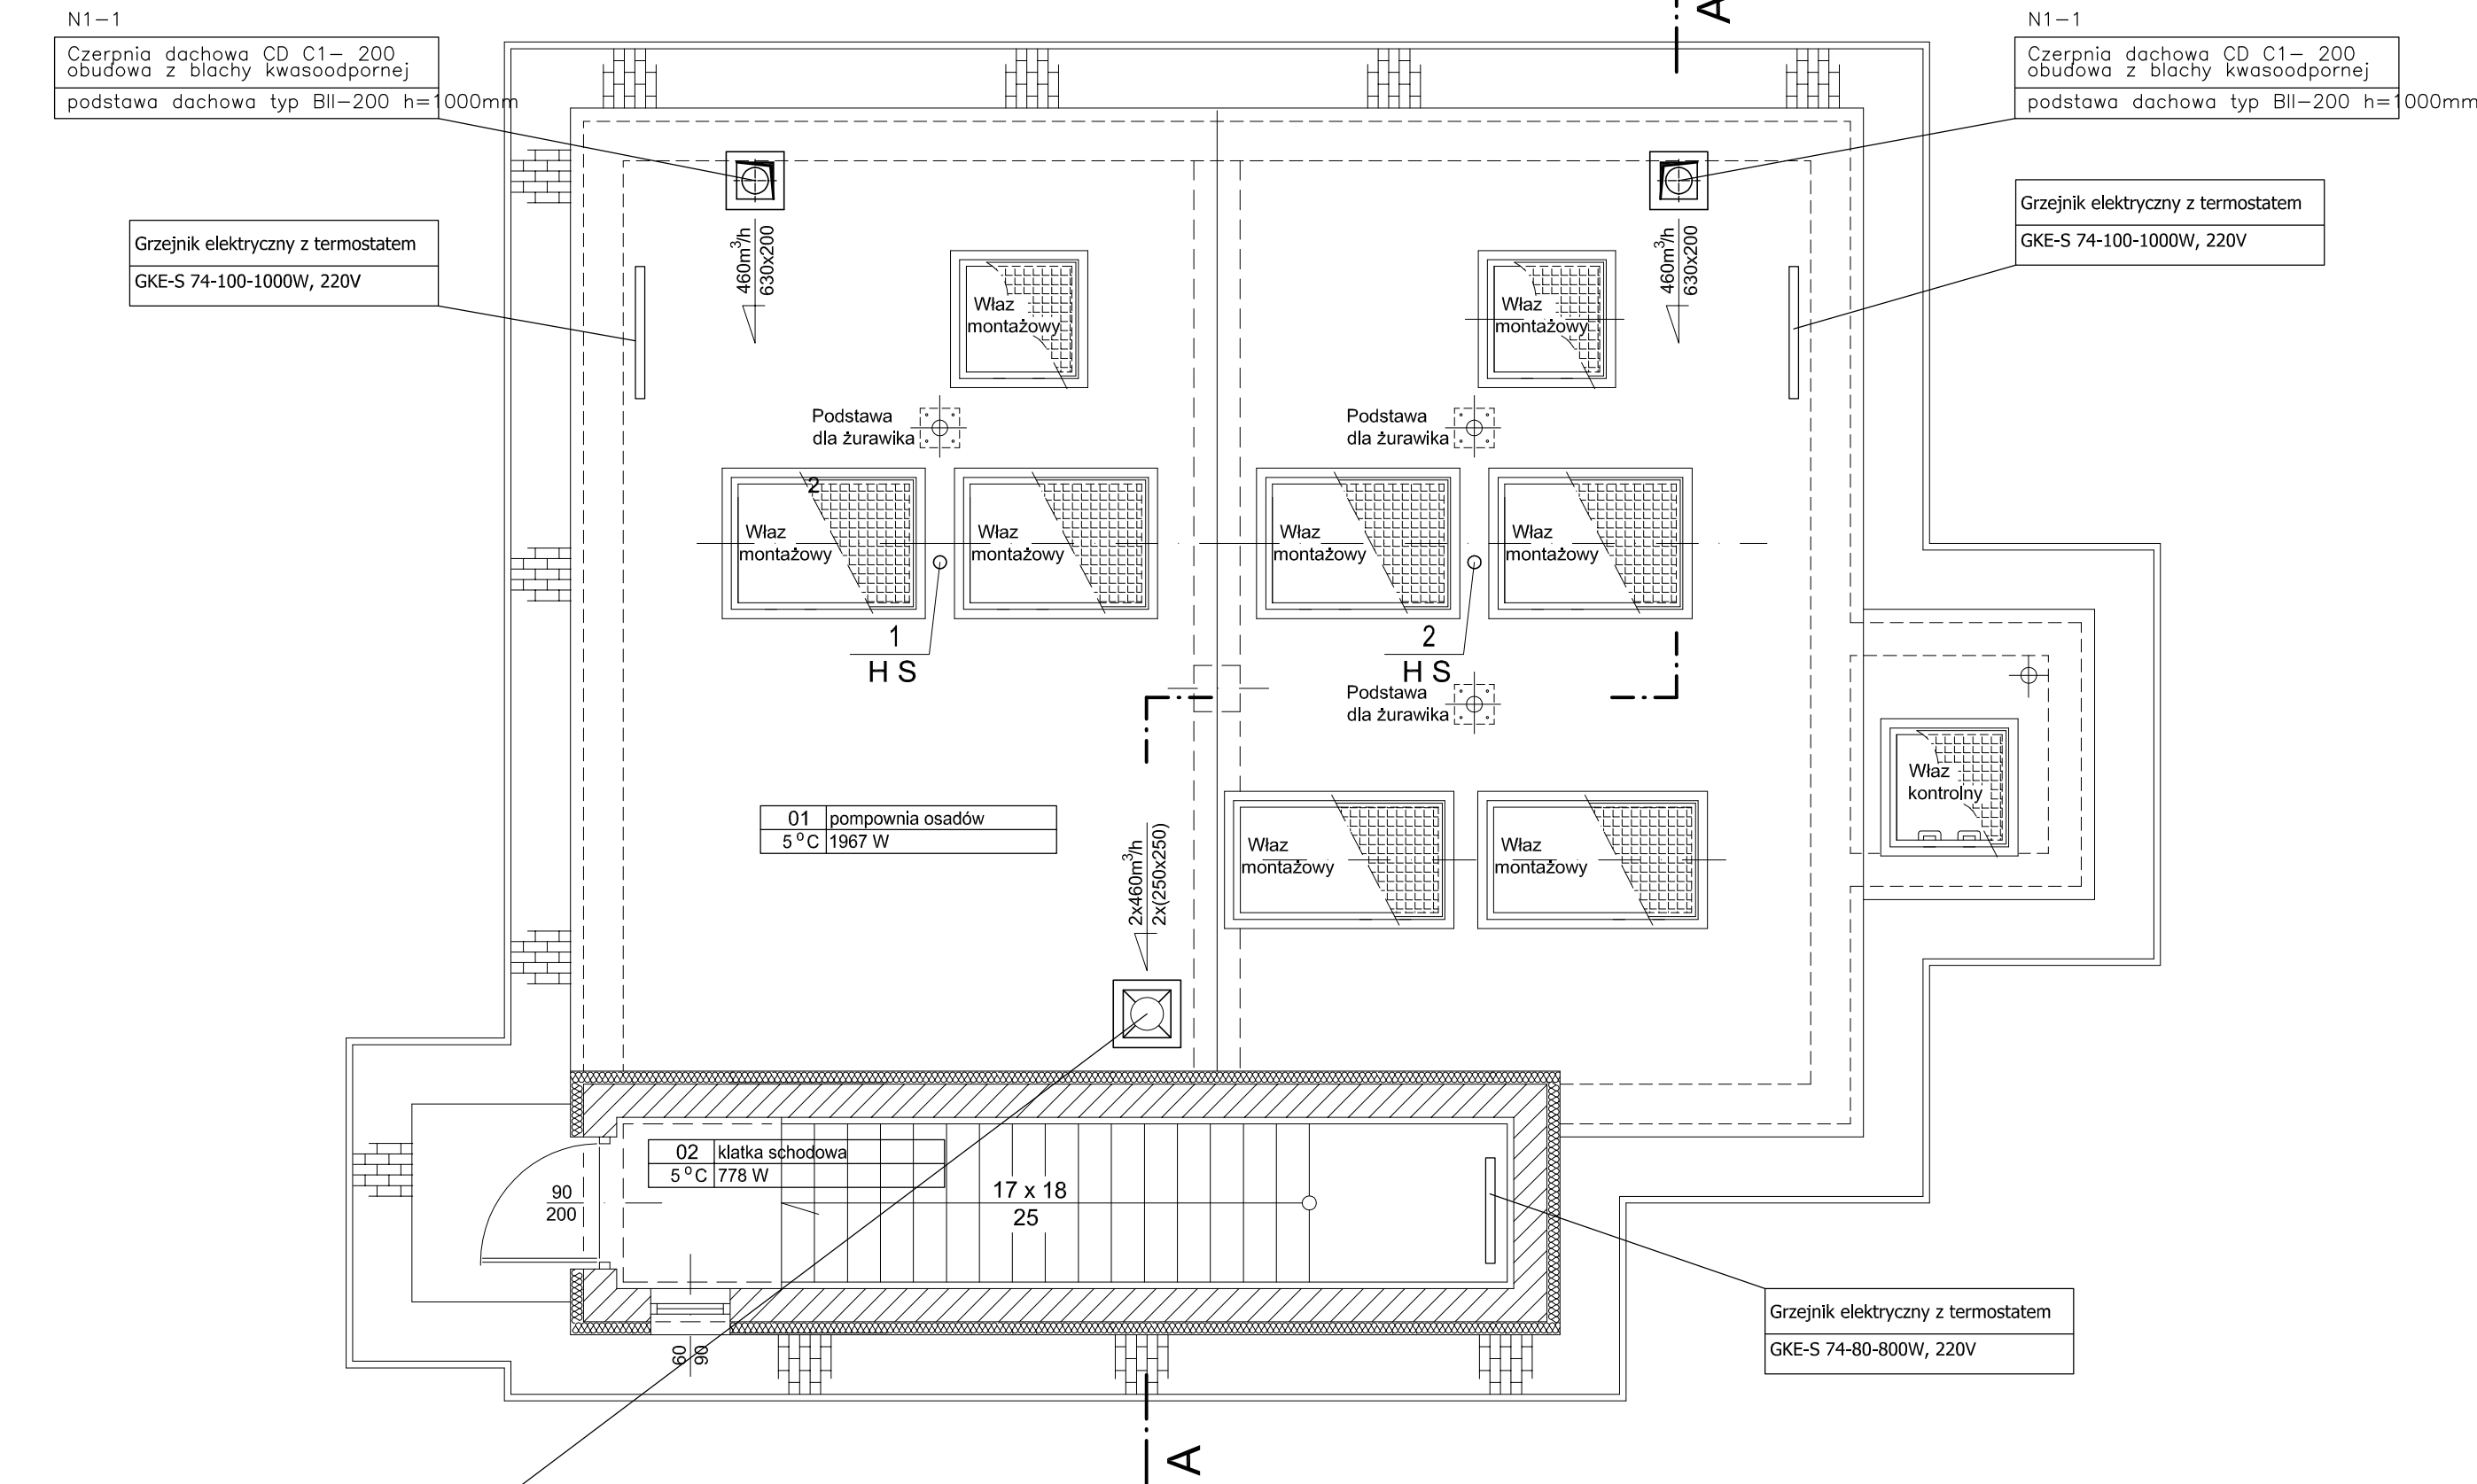 A
N1-1
Czerpnia dachowa CD C1- 200
obudowa z blachy kwasoodpornej
podstawa dachowa typ BII-200 h=1000mm
N1-1
Czerpnia dachowa CD C1- 200
obudowa z blachy kwasoodpornej
podstawa dachowa typ BII-200 h=1000mm
Grzejnik elektryczny z termostatem
GKE-S 74-100-1000W, 220V
Grzejnik elektryczny z termostatem
GKE-S 74-100-1000W, 220V
460m³/h
630x200
460m³/h
630x200
Właz
montażowy
Właz
montażowy
Podstawa
dla żurawika
Podstawa
dla żurawika
2
Właz
montażowy
Właz
montażowy
Właz
montażowy
Właz
montażowy
1
H S
2
H S
Podstawa
dla żurawika
Właz
kontrolny
01 pompownia osadów
5 °C 1967 W
2x460m³/h
2x(250x250)
Właz
montażowy
Właz
montażowy
02 klatka schodowa
5 °C 778 W
90
200
17 x 18
25
60
90
Grzejnik elektryczny z termostatem
GKE-S 74-80-800W, 220V
A